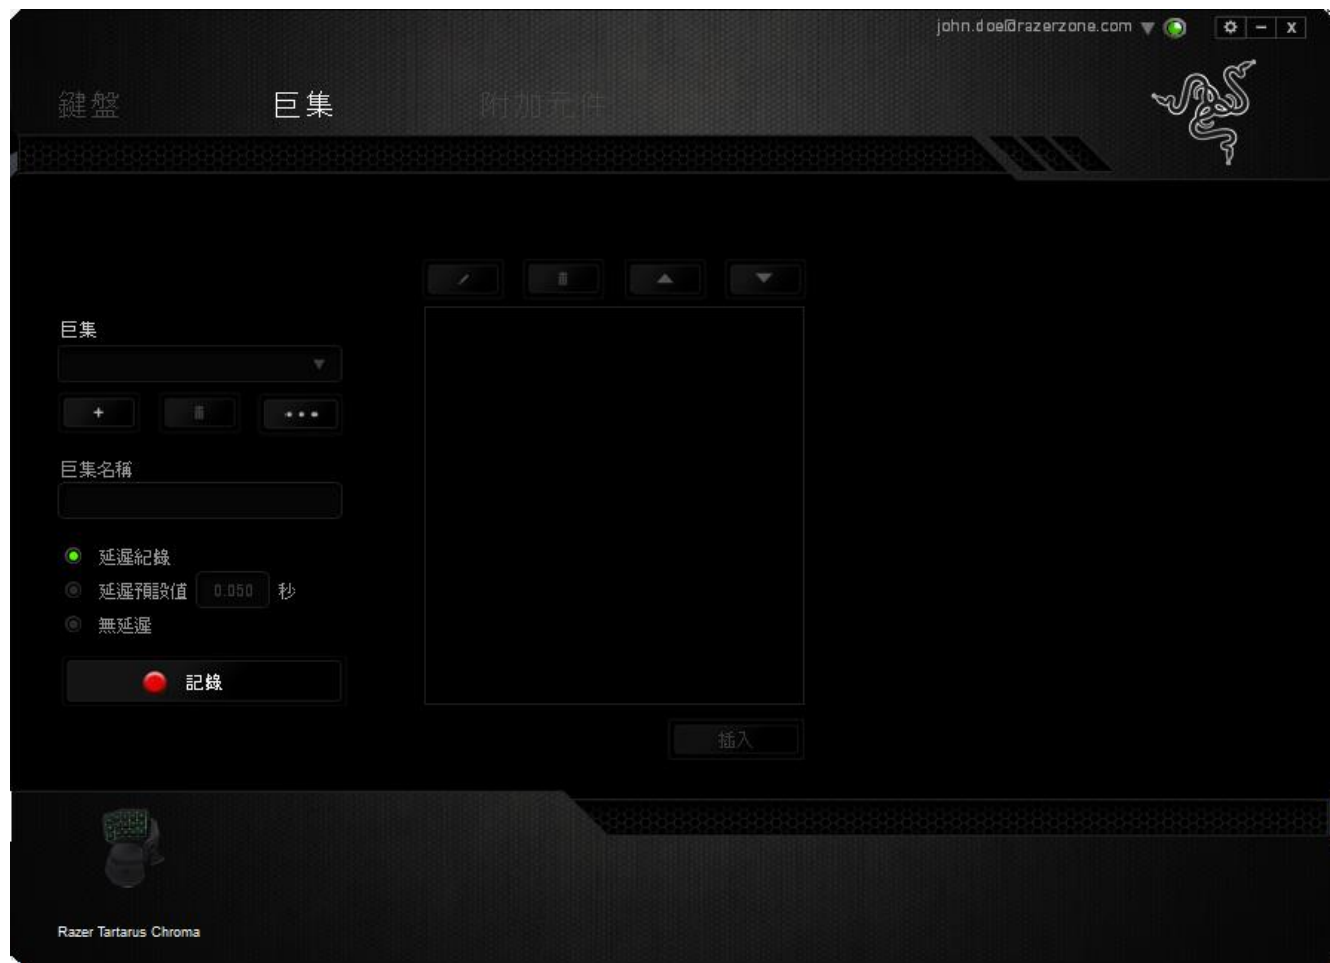 john.doe@razerzone.com
鍵盤 巨集 附加元件
巨集
巨集名稱
延遲紀錄
延遲預設值 0.050 秒
無延遲
記錄
插入
Razer Tartarus Chroma